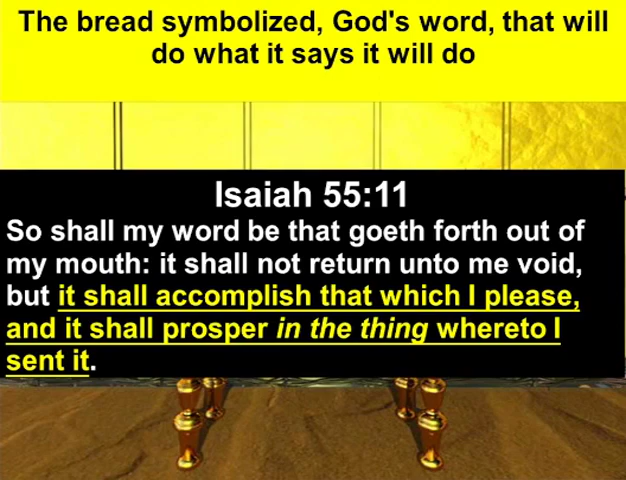 The bread symbolized, God's word, that will
do what it says it will do
Isaiah 55:11
So shall my word be that goeth forth out of
my mouth: it shall not return unto me void,
but it shall accomplish that which I please,
and it shall prosper in the thing whereto I
sent it.